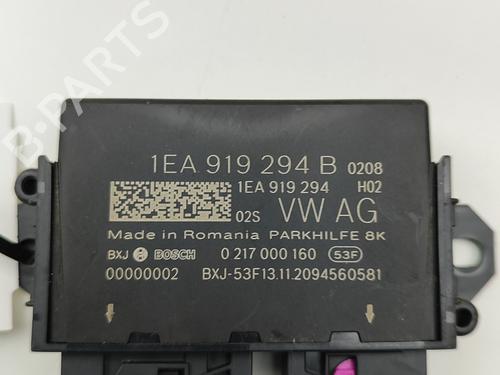 1EA 919 294 B 0208
1EA 919 294 H02
02S VW AG
Made in Romania PARKHILFE 8K
BXJ BOSCH 0 217 000 160 53F
00000002 BXJ-53F13.11.2094560581
B-PARTS